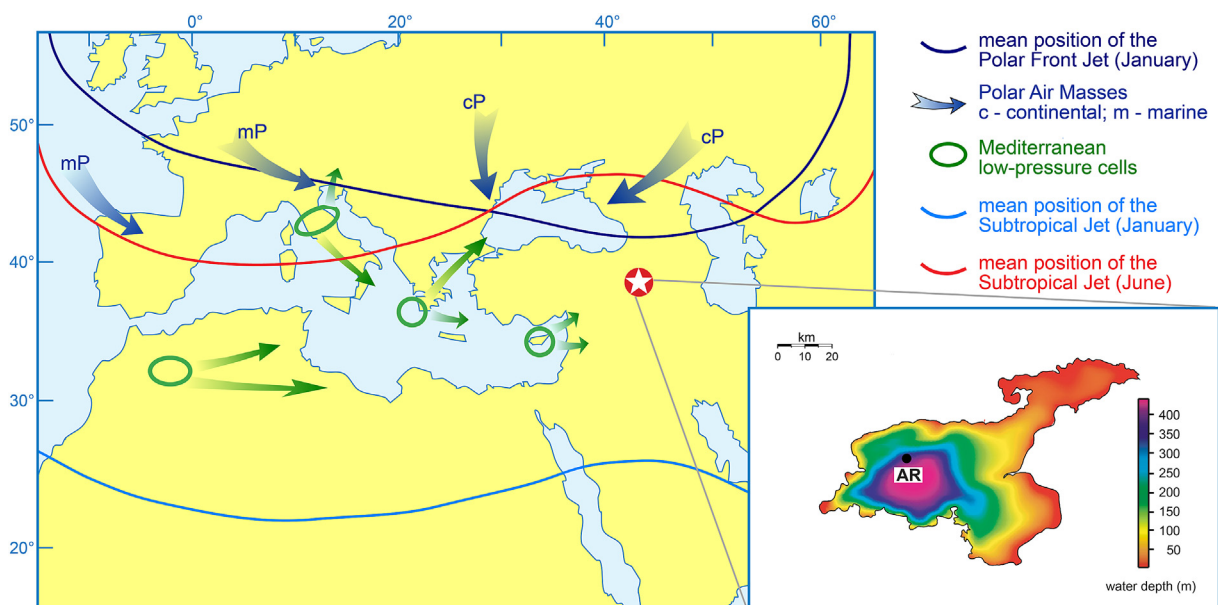 0°
20°
40°
60°
50°
40°
30°
20°
mP
mP
cP
cP
mean position of the
Polar Front Jet (January)
Polar Air Masses
c - continental; m - marine
Mediterranean
low-pressure cells
mean position of the
Subtropical Jet (January)
mean position of the
Subtropical Jet (June)
km
0 10 20
AR
400
350
300
250
200
150
100
50
water depth (m)